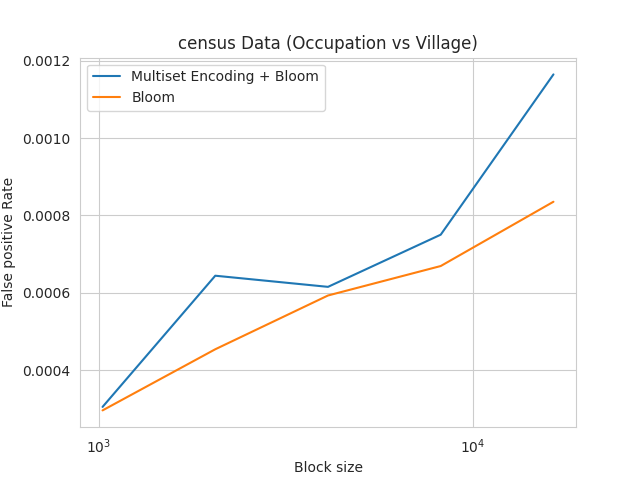 census Data (Occupation vs Village)
Multiset Encoding + Bloom
Bloom
False positive Rate
0.0012
0.0010
0.0008
0.0006
0.0004
10³
10⁴
Block size